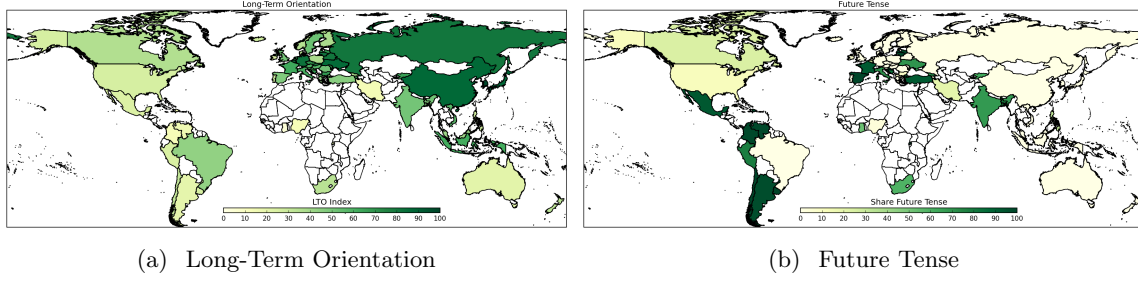 Long-Term Orientation
LTO Index
0 10 20 30 40 50 60 70 80 90 100
(a) Long-Term Orientation
Future Tense
Share Future Tense
0 10 20 30 40 50 60 70 80 90 100
(b) Future Tense